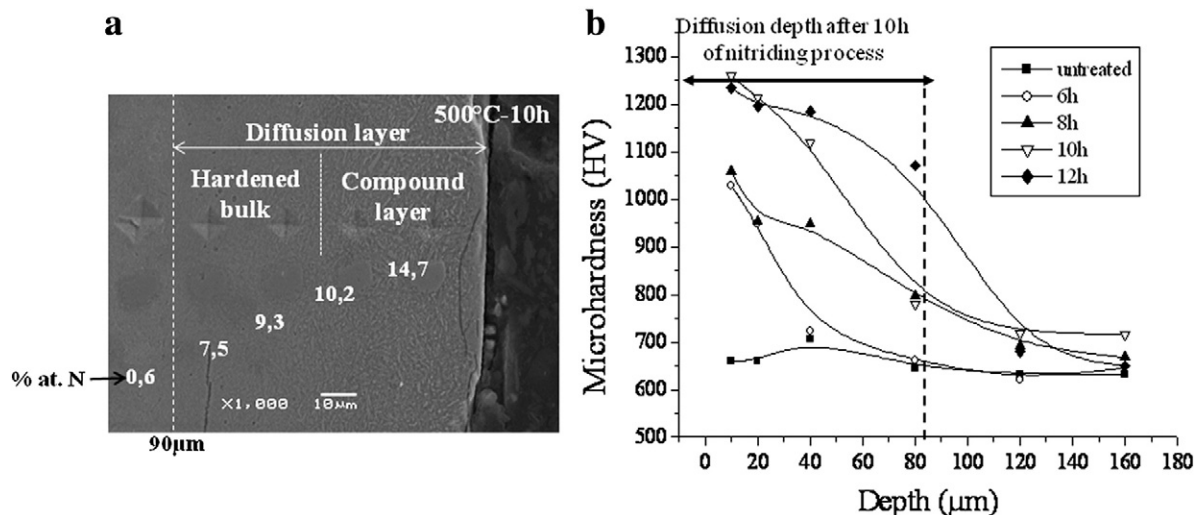 a
500°C-10h
Diffusion layer
Hardened
bulk
Compound
layer
14,7
10,2
9,3
7,5
% at. N
0,6
X1,000
10μm
90μm
b
Diffusion depth after 10h
of nitriding process
untreated
6h
8h
10h
12h
Microhardness (HV)
1300
1200
1100
1000
900
800
700
600
500
0
20
40
60
80
100
120
140
160
180
Depth (μm)